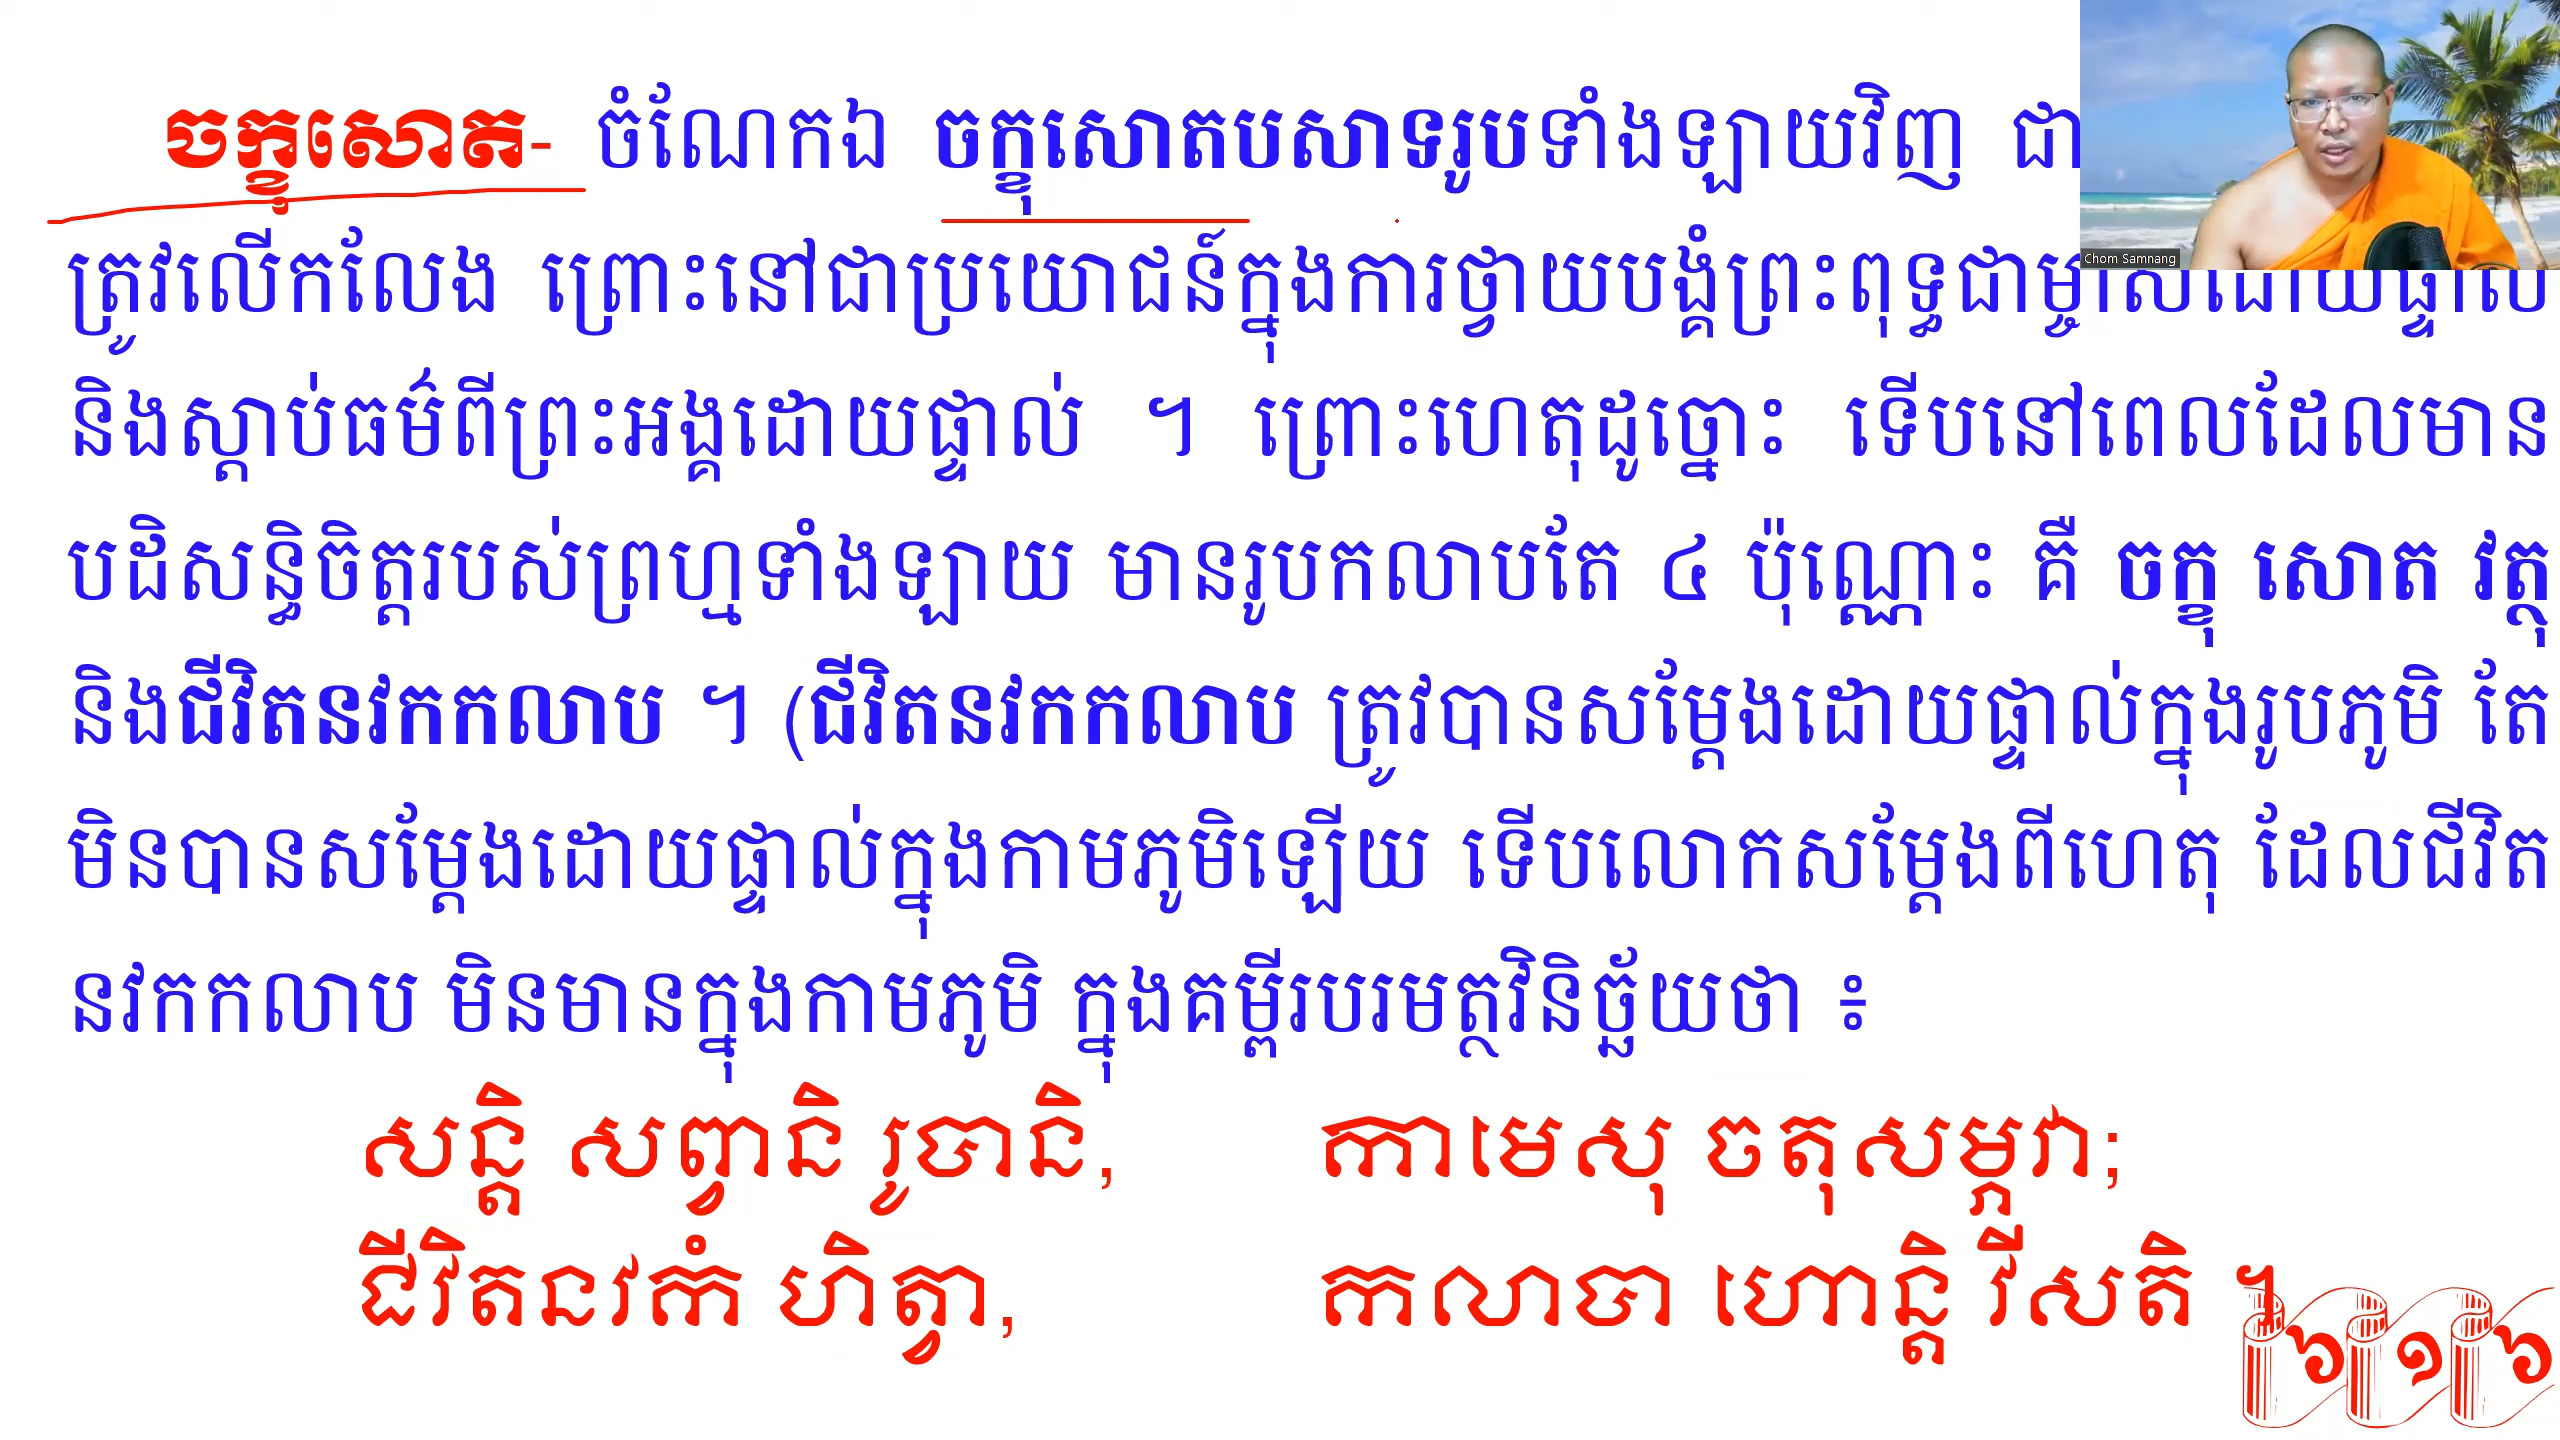 ចក្ខុសោត- ចំណែកឯ ចក្ខុសោតបសាទរូបទាំងឡាយវិញ ជា
Chom Samnang
ត្រូវលើកលែង ព្រោះនៅជាប្រយោជន៍ក្នុងការថ្វាយបង្គំព្រះពុទ្ធជាម្ចាស់ដោយផ្ទាល់
និងស្តាប់ធម៌ពីព្រះអង្គដោយផ្ទាល់ ។ ព្រោះហេតុដូច្នោះ ទើបនៅពេលដែលមាន
បដិសន្ធិចិត្តរបស់ព្រហ្មទាំងឡាយ មានរូបកលាបតែ ៤ ប៉ុណ្ណោះ គឺ ចក្ខុ សោត វត្ថុ
និងជីវិតនវកកលាប ។ (ជីវិតនវកកលាប ត្រូវបានសម្តែងដោយផ្ទាល់ក្នុងរូបភូមិ តែ
មិនបានសម្តែងដោយផ្ទាល់ក្នុងកាមភូមិឡើយ ទើបលោកសម្តែងពីហេតុ ដែលជីវិត
នវកកលាប មិនមានក្នុងកាមភូមិ ក្នុងគម្ពីរបរមត្ថវិនិច្ឆ័យថា ៖
សន្តិ សព្វានិ រូបានិ, កាមេសុ ចតុសម្ភវា;
ជីវិតនវកំ ហិត្វា, កលាបា ហោន្តិ វីសតិ ។
៦១៦